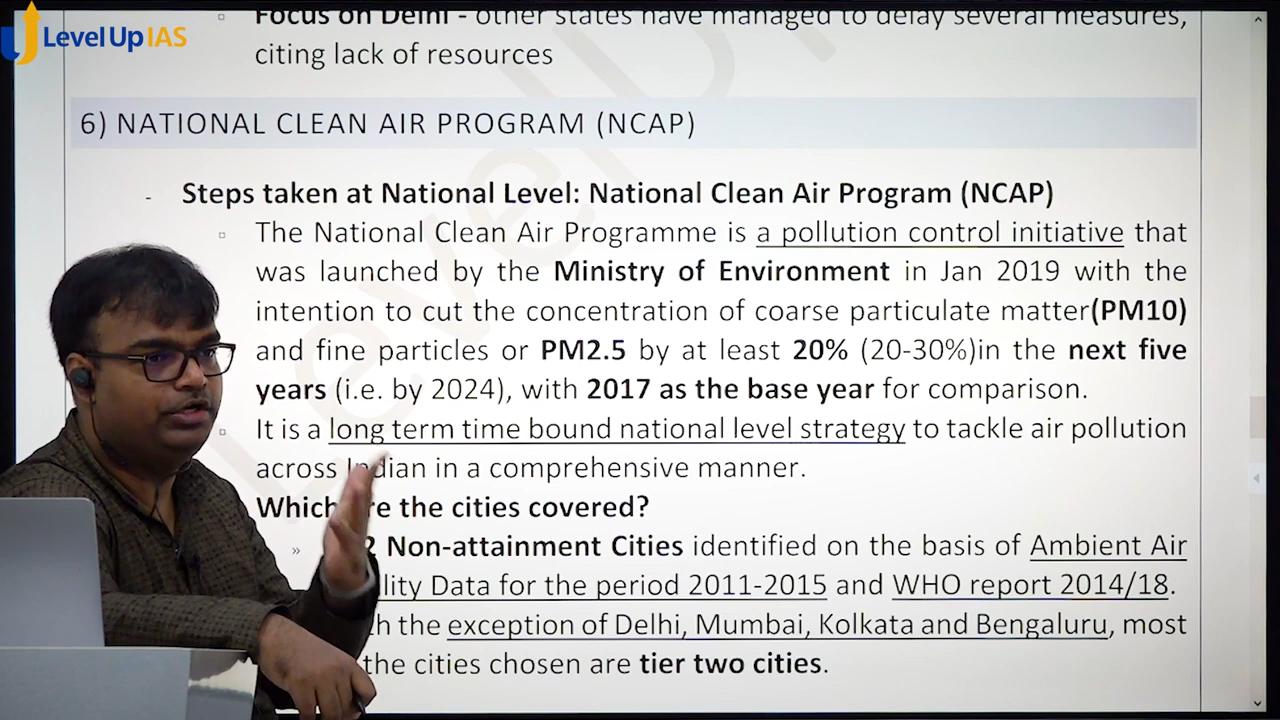 Focus on Delhi - other states have managed to delay several measures,
LevelUp IAS
citing lack of resources
6) NATIONAL CLEAN AIR PROGRAM (NCAP)
- Steps taken at National Level: National Clean Air Program (NCAP)
The National Clean Air Programme is a pollution control initiative that
was launched by the Ministry of Environment in Jan 2019 with the
intention to cut the concentration of coarse particulate matter(PM10)
and fine particles or PM2.5 by at least 20% (20-30%)in the next five
years (i.e. by 2024), with 2017 as the base year for comparison.
It is a long term time bound national level strategy to tackle air pollution
across Indian in a comprehensive manner.
Which are the cities covered?
» 2 Non-attainment Cities identified on the basis of Ambient Air
lity Data for the period 2011-2015 and WHO report 2014/18.
h the exception of Delhi, Mumbai, Kolkata and Bengaluru, most
the cities chosen are tier two cities.